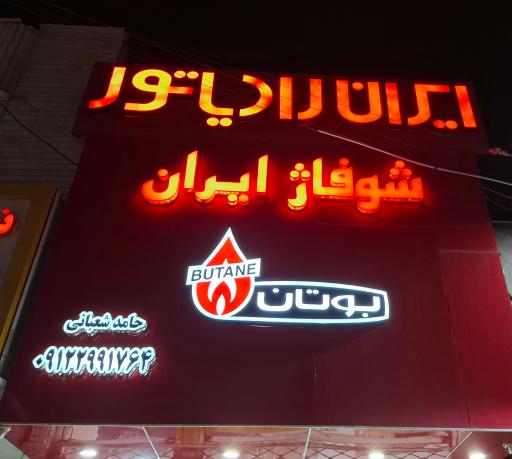 ایران رادیاتور
شوفاژ ایران
BUTANE
بوتان
حامد شعبانی
۰۹۱۲۲۹۹۱۷۶۴